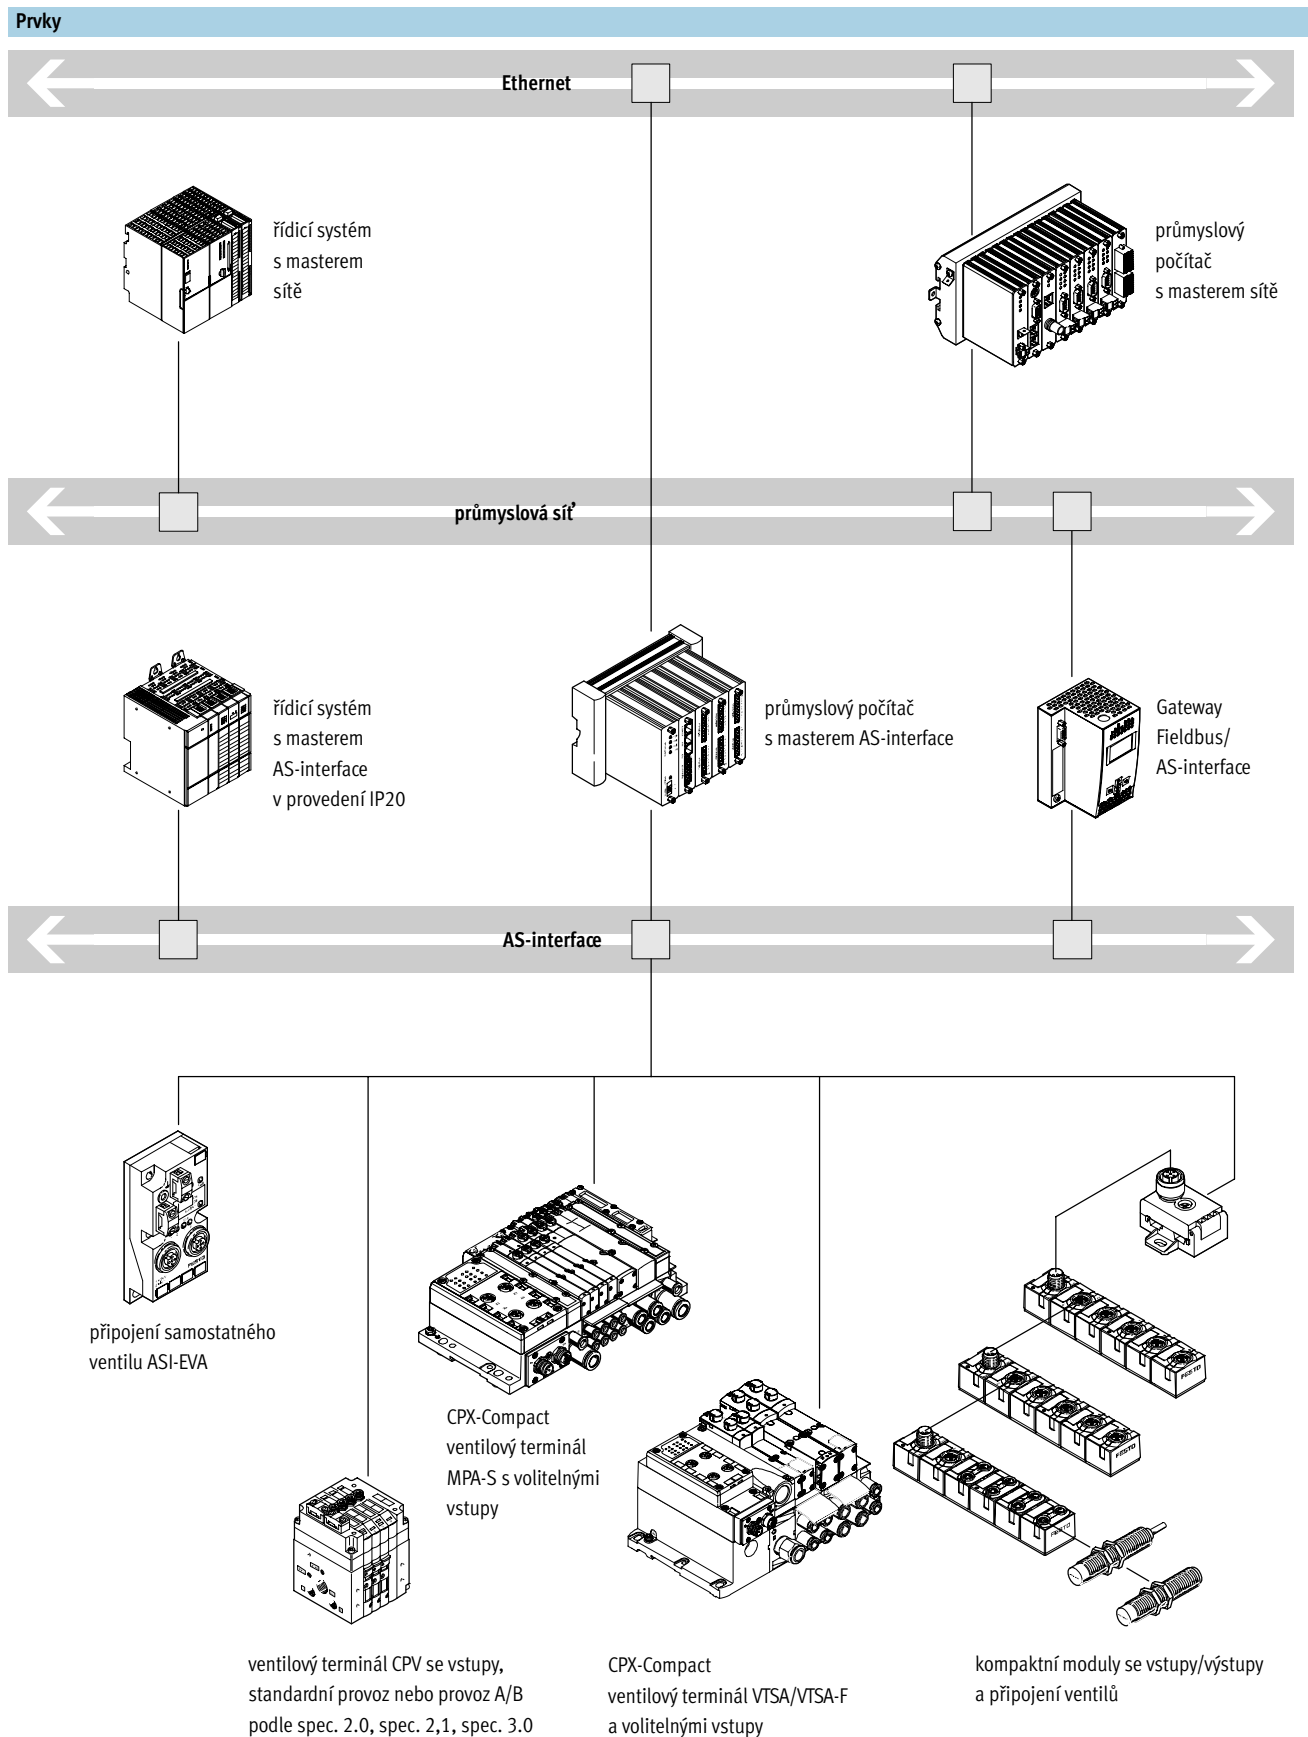 Prvky
Ethernet
řídicí systém
s masterem
sítě
průmyslový
počítač
s masterem sítě
průmyslová síť
řídicí systém
s masterem
AS-interface
v provedení IP20
průmyslový počítač
s masterem AS-interface
Gateway
Fieldbus/
AS-interface
AS-interface
připojení samostatného
ventilu ASI-EVA
CPX-Compact
ventilový terminál
MPA-S s volitelnými
vstupy
FESTO
FESTO
FESTO
FESTO
ventilový terminál CPV se vstupy,
standardní provoz nebo provoz A/B
podle spec. 2.0, spec. 2,1, spec. 3.0
CPX-Compact
ventilový terminál VTSA/VTSA-F
a volitelnými vstupy
kompaktní moduly se vstupy/výstupy
a připojení ventilů